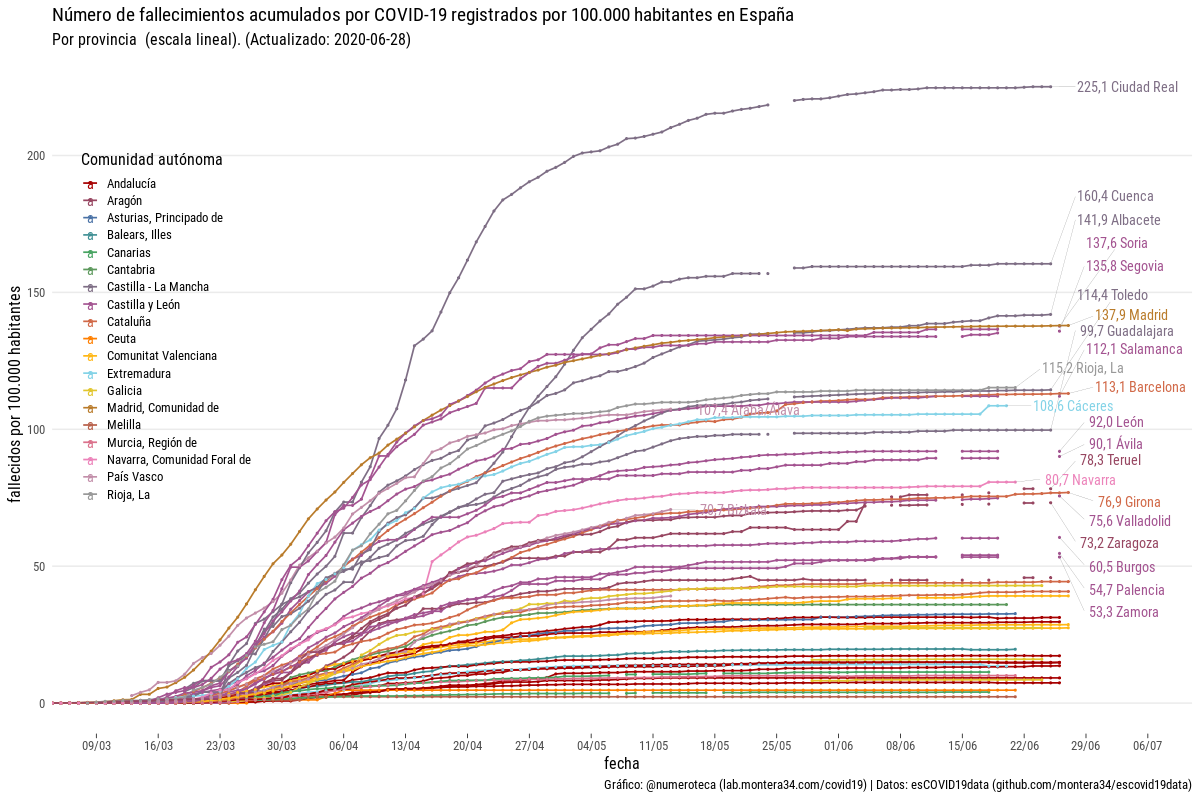 Número de fallecimientos acumulados por COVID-19 registrados por 100.000 habitantes en España
Por provincia (escala lineal). (Actualizado: 2020-06-28)
fallecidos por 100.000 habitantes
200
150
100
50
0
Comunidad autónoma
Andalucía
Aragón
Asturias, Principado de
Balears, Illes
Canarias
Cantabria
Castilla - La Mancha
Castilla y León
Cataluña
Ceuta
Comunitat Valenciana
Extremadura
Galicia
Madrid, Comunidad de
Melilla
Murcia, Región de
Navarra, Comunidad Foral de
País Vasco
Rioja, La
225,1 Ciudad Real
160,4 Cuenca
141,9 Albacete
137,6 Soria
135,8 Segovia
114,4 Toledo
137,9 Madrid
99,7 Guadalajara
112,1 Salamanca
115,2 Rioja, La
113,1 Barcelona
108,6 Cáceres
107,4 Araba/Álava
92,0 León
90,1 Ávila
78,3 Teruel
80,7 Navarra
76,9 Girona
70,7 Bizkaia
75,6 Valladolid
73,2 Zaragoza
60,5 Burgos
54,7 Palencia
53,3 Zamora
09/03
16/03
23/03
30/03
06/04
13/04
20/04
27/04
04/05
11/05
18/05
25/05
01/06
08/06
15/06
22/06
29/06
06/07
fecha
Gráfico: @numeroteca (lab.montera34.com/covid19) | Datos: esCOVID19data (github.com/montera34/escovid19data)